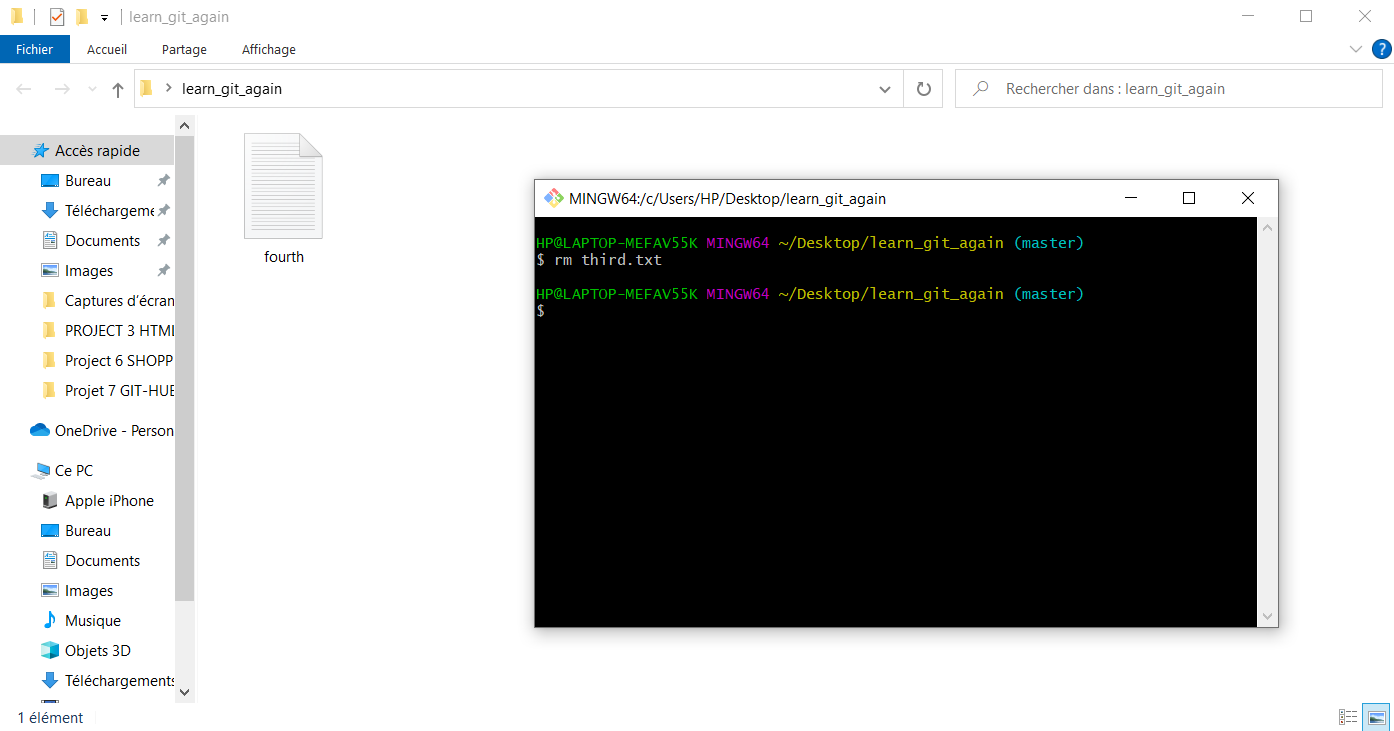 learn_git_again
Fichier Accueil Partage Affichage
learn_git_again
Rechercher dans : learn_git_again
Accès rapide
Bureau
Téléchargeme
Documents
Images
Captures d'écran
PROJECT 3 HTML
Project 6 SHOPP
Projet 7 GIT-HUB
OneDrive - Person
Ce PC
Apple iPhone
Bureau
Documents
Images
Musique
Objets 3D
Téléchargements
1 élément
fourth
MINGW64:/c/Users/HP/Desktop/learn_git_again
HP@LAPTOP-MEFAV55K MINGW64 ~/Desktop/learn_git_again (master)
$ rm third.txt
HP@LAPTOP-MEFAV55K MINGW64 ~/Desktop/learn_git_again (master)
$